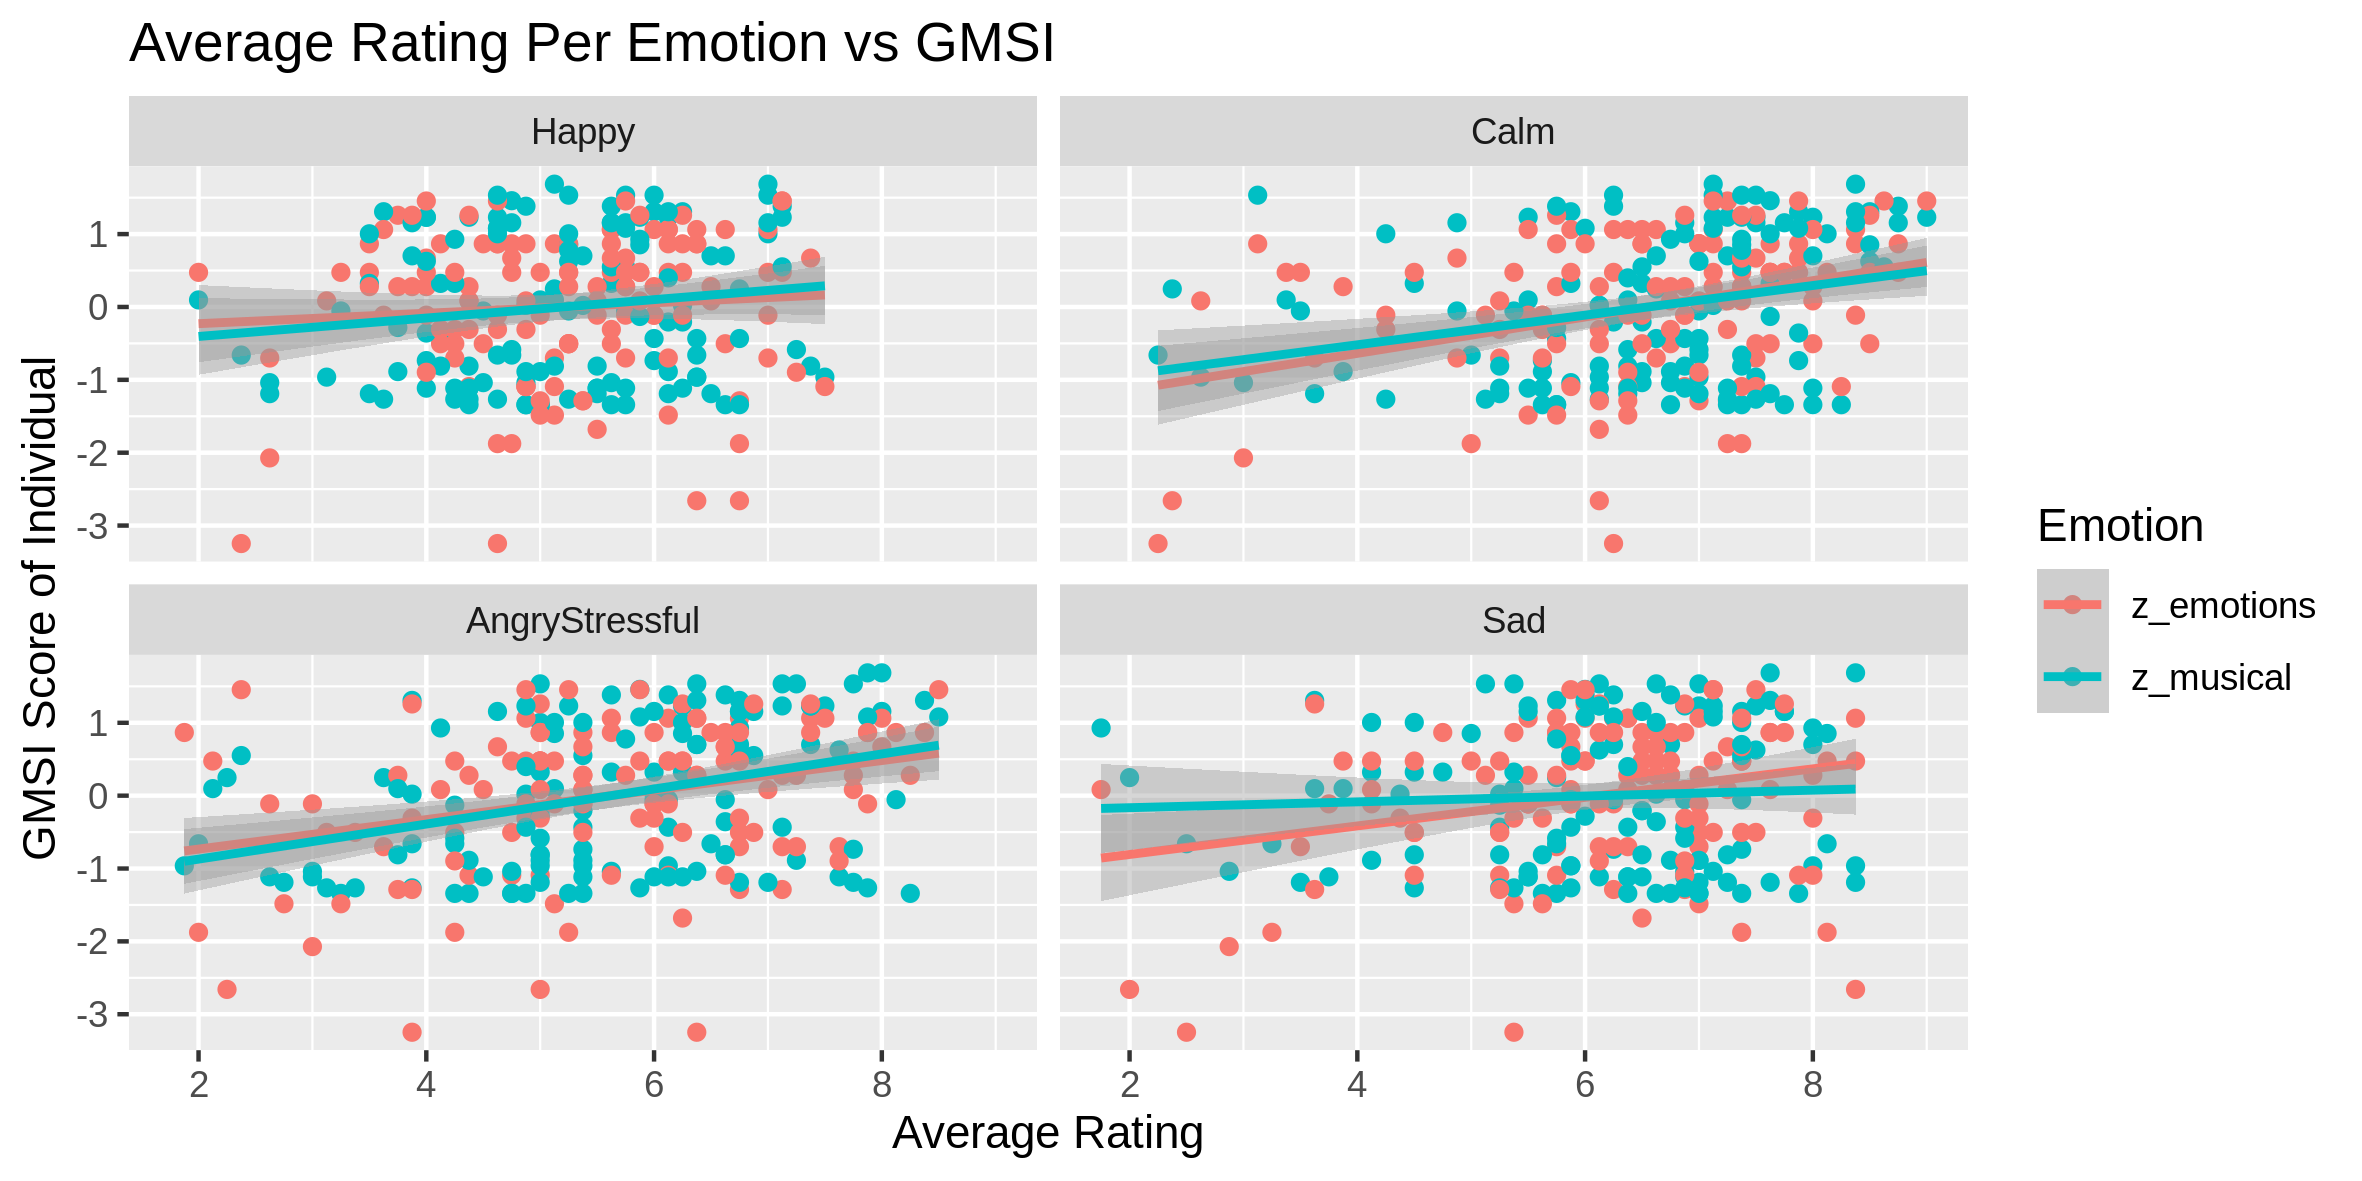 Average Rating Per Emotion vs GMSI
Happy
Calm
1
0
-1
-2
-3
AngryStressful
Sad
1
0
-1
-2
-3
2
4
6
8
2
4
6
8
Average Rating
GMSI Score of Individual
Emotion
z_emotions
z_musical